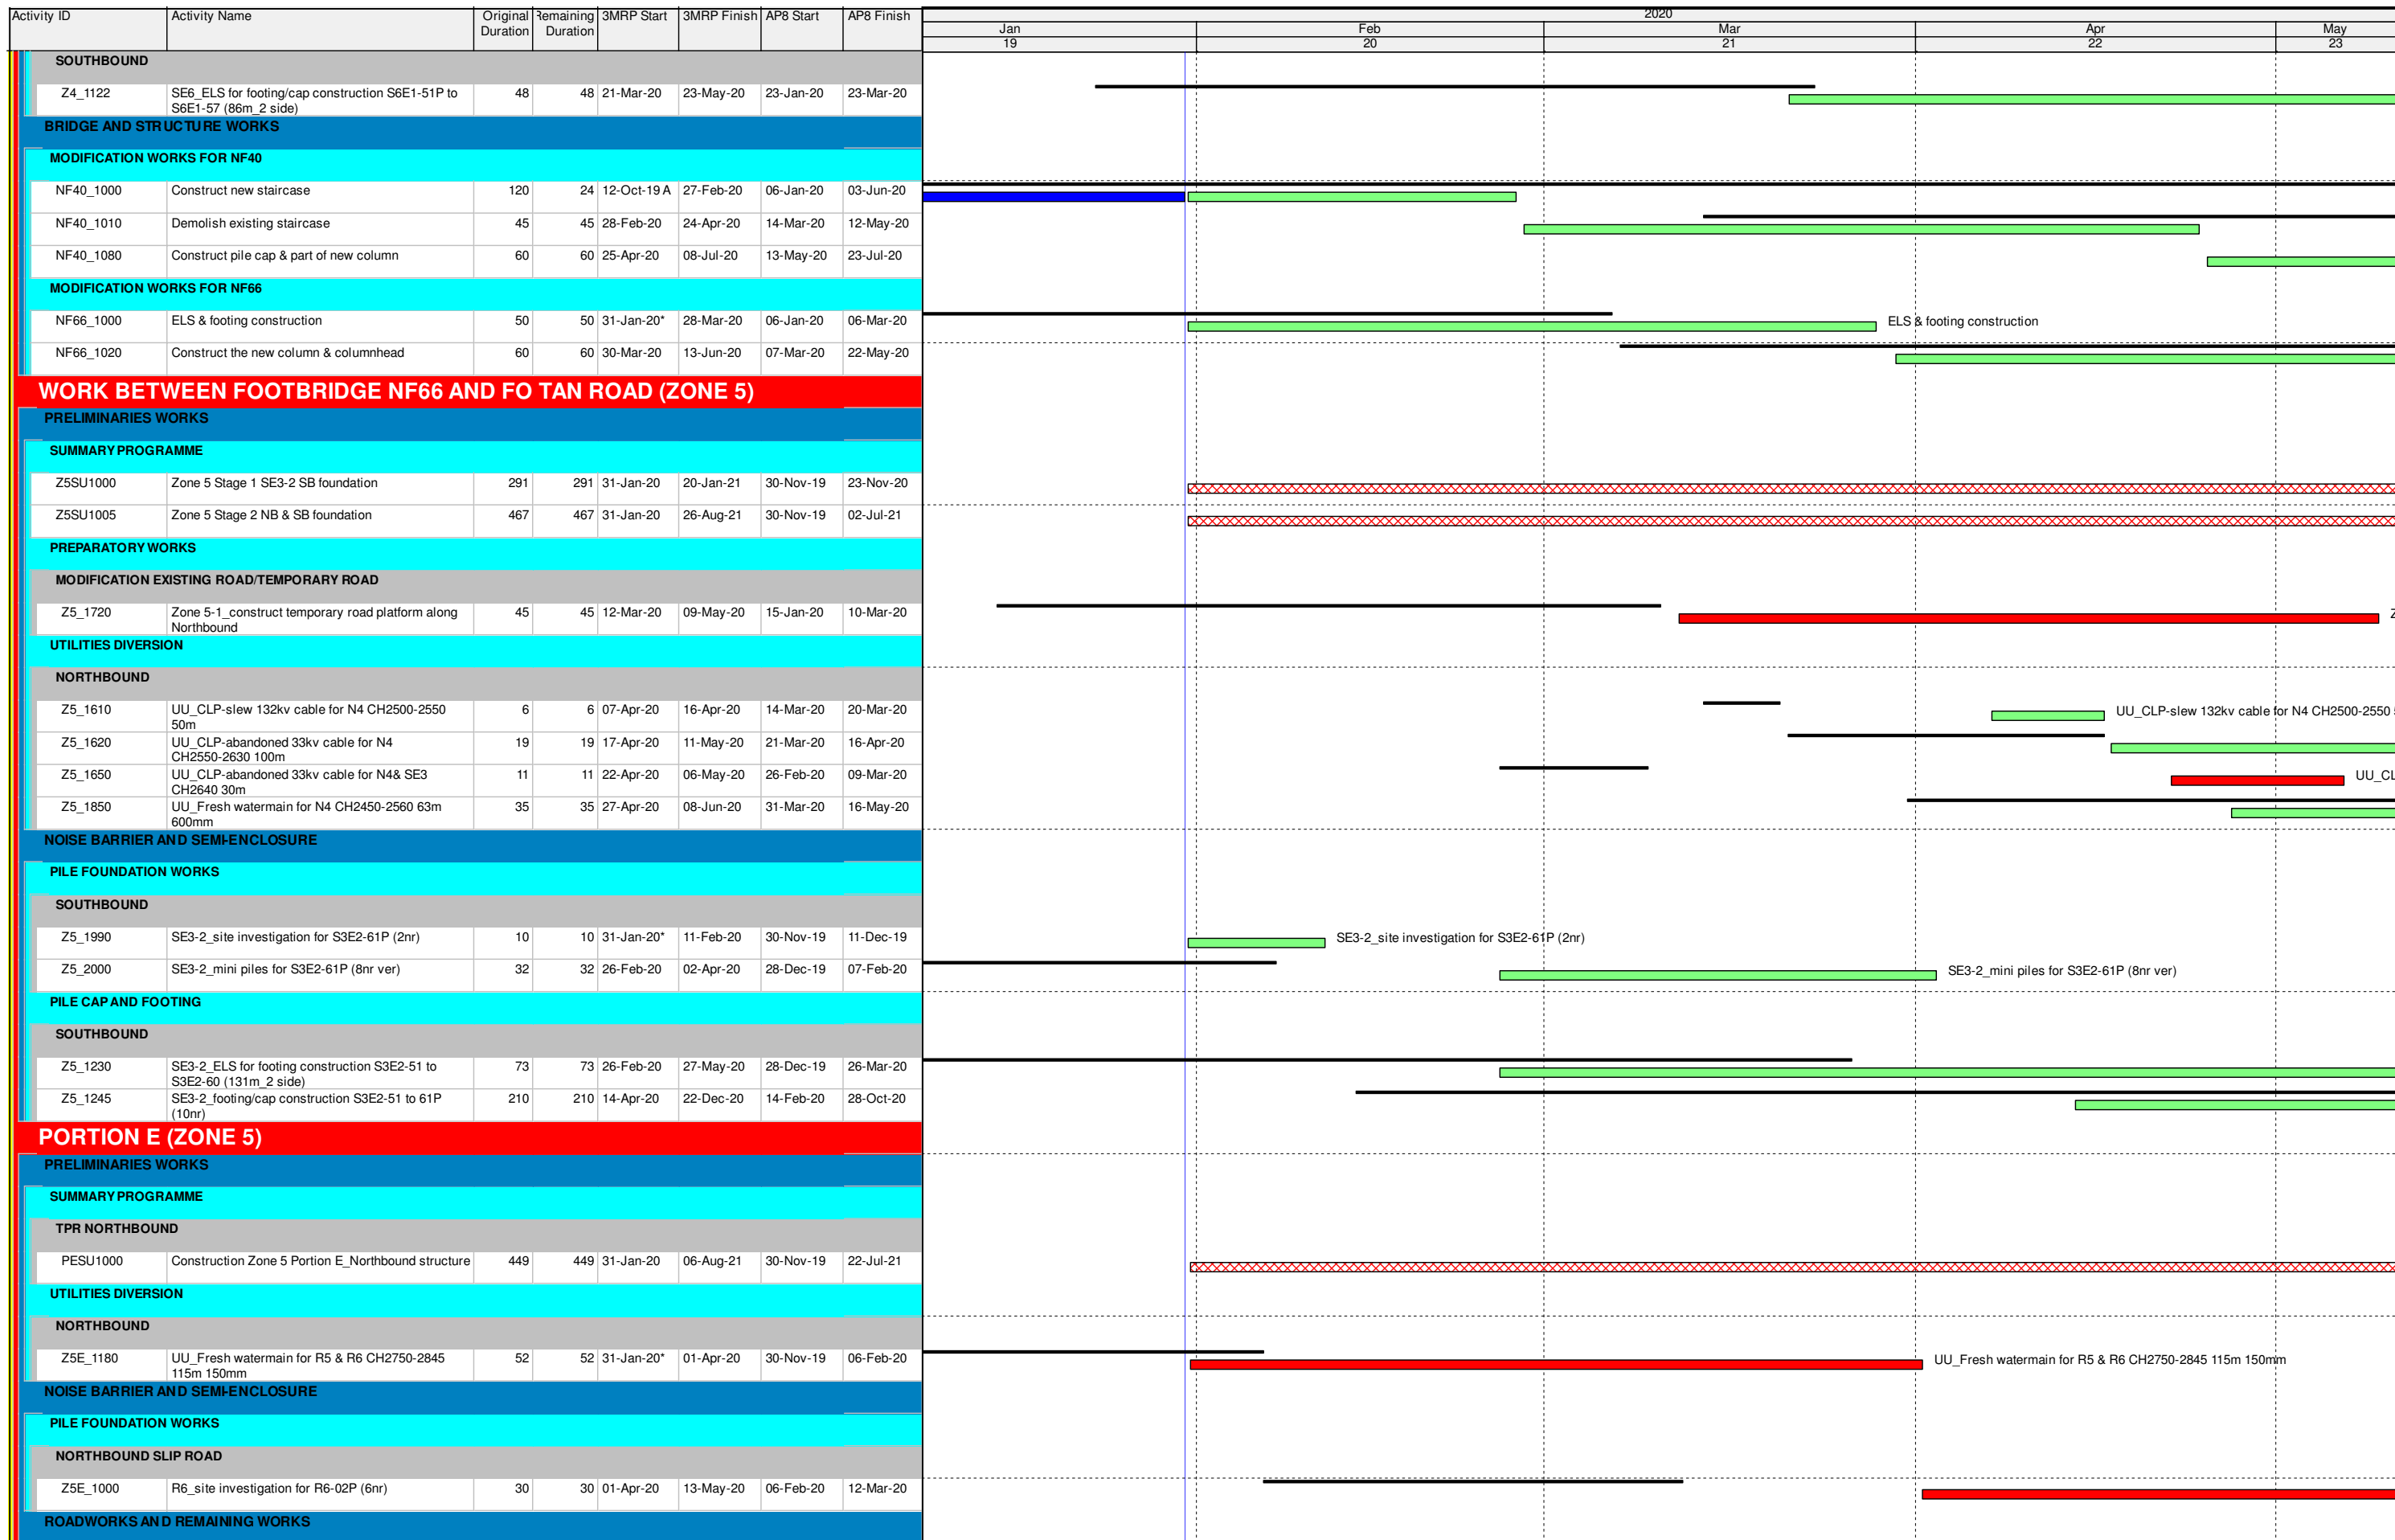 Activity ID Activity Name Original Remaining 3MRP Start 3MRP Finish AP8 Start AP8 Finish 2020
Duration Duration Jan Feb Mar Apr May
19 20 21 22 23
SOUTHBOUND
Z4_1122 SE6_ELS for footing/cap construction S6E1-51P to 48 48 21-Mar-20 23-May-20 23-Jan-20 23-Mar-20
S6E1-57 (86m_2 side)
BRIDGE AND STRUCTURE WORKS
MODIFICATION WORKS FOR NF40
NF40_1000 Construct new staircase 120 24 12-Oct-19 A 27-Feb-20 06-Jan-20 03-Jun-20
NF40_1010 Demolish existing staircase 45 45 28-Feb-20 24-Apr-20 14-Mar-20 12-May-20
NF40_1080 Construct pile cap & part of new column 60 60 25-Apr-20 08-Jul-20 13-May-20 23-Jul-20
MODIFICATION WORKS FOR NF66
NF66_1000 ELS & footing construction 50 50 31-Jan-20* 28-Mar-20 06-Jan-20 06-Mar-20 ELS & footing construction
NF66_1020 Construct the new column & columnhead 60 60 30-Mar-20 13-Jun-20 07-Mar-20 22-May-20
WORK BETWEEN FOOTBRIDGE NF66 AND FO TAN ROAD (ZONE 5)
PRELIMINARIES WORKS
SUMMARY PROGRAMME
Z5SU1000 Zone 5 Stage 1 SE3-2 SB foundation 291 291 31-Jan-20 20-Jan-21 30-Nov-19 23-Nov-20
Z5SU1005 Zone 5 Stage 2 NB & SB foundation 467 467 31-Jan-20 26-Aug-21 30-Nov-19 02-Jul-21
PREPARATORY WORKS
MODIFICATION EXISTING ROAD/TEMPORARY ROAD
Z5_1720 Zone 5-1_construct temporary road platform along 45 45 12-Mar-20 09-May-20 15-Jan-20 10-Mar-20
Northbound
UTILITIES DIVERSION
NORTHBOUND
Z5_1610 UU_CLP-slew 132kv cable for N4 CH2500-2550 6 6 07-Apr-20 16-Apr-20 14-Mar-20 20-Mar-20 UU_CLP-slew 132kv cable for N4 CH2500-2550
50m
Z5_1620 UU_CLP-abandoned 33kv cable for N4 19 19 17-Apr-20 11-May-20 21-Mar-20 16-Apr-20
CH2550-2630 100m
Z5_1650 UU_CLP-abandoned 33kv cable for N4& SE3 11 11 22-Apr-20 06-May-20 26-Feb-20 09-Mar-20 UU_CL
CH2640 30m
Z5_1850 UU_Fresh watermain for N4 CH2450-2560 63m 35 35 27-Apr-20 08-Jun-20 31-Mar-20 16-May-20
600mm
NOISE BARRIER AND SEMI-ENCLOSURE
PILE FOUNDATION WORKS
SOUTHBOUND
Z5_1990 SE3-2_site investigation for S3E2-61P (2nr) 10 10 31-Jan-20* 11-Feb-20 30-Nov-19 11-Dec-19 SE3-2_site investigation for S3E2-61P (2nr)
Z5_2000 SE3-2_mini piles for S3E2-61P (8nr ver) 32 32 26-Feb-20 02-Apr-20 28-Dec-19 07-Feb-20 SE3-2_mini piles for S3E2-61P (8nr ver)
PILE CAP AND FOOTING
SOUTHBOUND
Z5_1230 SE3-2_ELS for footing construction S3E2-51 to 73 73 26-Feb-20 27-May-20 28-Dec-19 26-Mar-20
S3E2-60 (131m_2 side)
Z5_1245 SE3-2_footing/cap construction S3E2-51 to 61P 210 210 14-Apr-20 22-Dec-20 14-Feb-20 28-Oct-20
(10nr)
PORTION E (ZONE 5)
PRELIMINARIES WORKS
SUMMARY PROGRAMME
TPR NORTHBOUND
PESU1000 Construction Zone 5 Portion E_Northbound structure 449 449 31-Jan-20 06-Aug-21 30-Nov-19 22-Jul-21
UTILITIES DIVERSION
NORTHBOUND
Z5E_1180 UU_Fresh watermain for R5 & R6 CH2750-2845 52 52 31-Jan-20* 01-Apr-20 30-Nov-19 06-Feb-20 UU_Fresh watermain for R5 & R6 CH2750-2845 115m 150mm
115m 150mm
NOISE BARRIER AND SEMI-ENCLOSURE
PILE FOUNDATION WORKS
NORTHBOUND SLIP ROAD
Z5E_1000 R6_site investigation for R6-02P (6nr) 30 30 01-Apr-20 13-May-20 06-Feb-20 12-Mar-20
ROADWORKS AND REMAINING WORKS